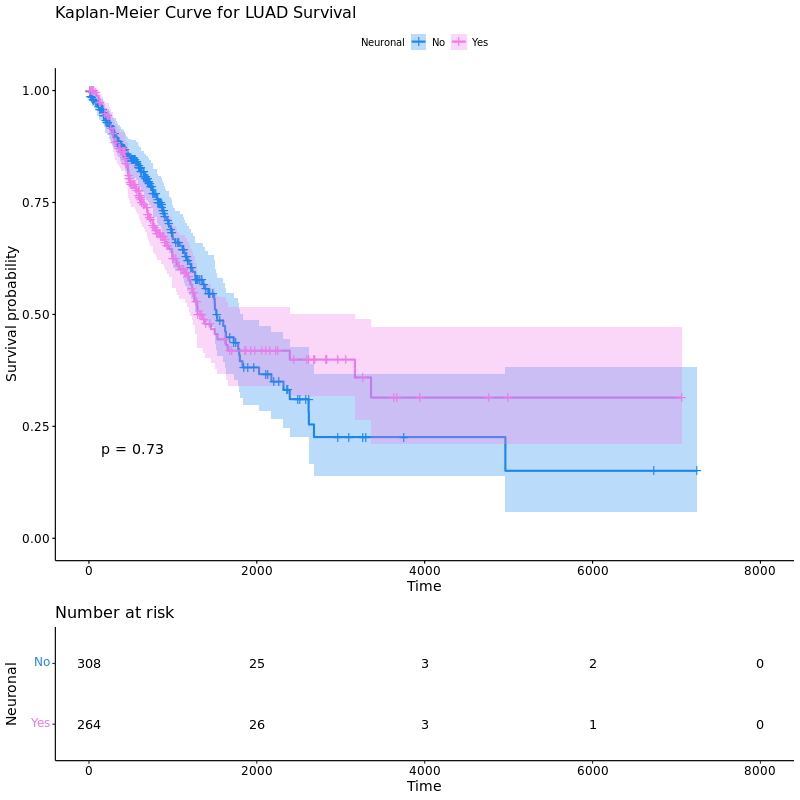 Kaplan-Meier Curve for LUAD Survival
Neuronal No Yes
Survival probability
1.00
0.75
0.50
0.25
0.00
p = 0.73
0 2000 4000 6000 8000
Time
Number at risk
Neuronal
No 308 25 3 2 0
Yes 264 26 3 1 0
0 2000 4000 6000 8000
Time